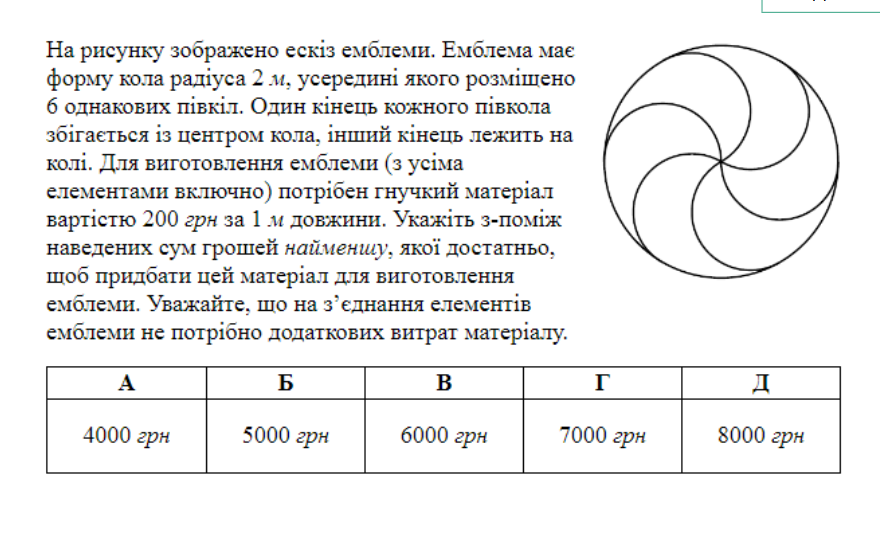 На рисунку зображено ескіз емблеми. Емблема має
форму кола радіуса 2 м, усередині якого розміщено
6 однакових півкіл. Один кінець кожного півкола
збігається із центром кола, інший кінець лежить на
колі. Для виготовлення емблеми (з усіма
елементами включно) потрібен гнучкий матеріал
вартістю 200 грн за 1 м довжини. Укажіть з-поміж
наведених сум грошей найменшу, якої достатньо,
щоб придбати цей матеріал для виготовлення
емблеми. Уважайте, що на з’єднання елементів
емблеми не потрібно додаткових витрат матеріалу.
А Б В Г Д
4000 грн 5000 грн 6000 грн 7000 грн 8000 грн